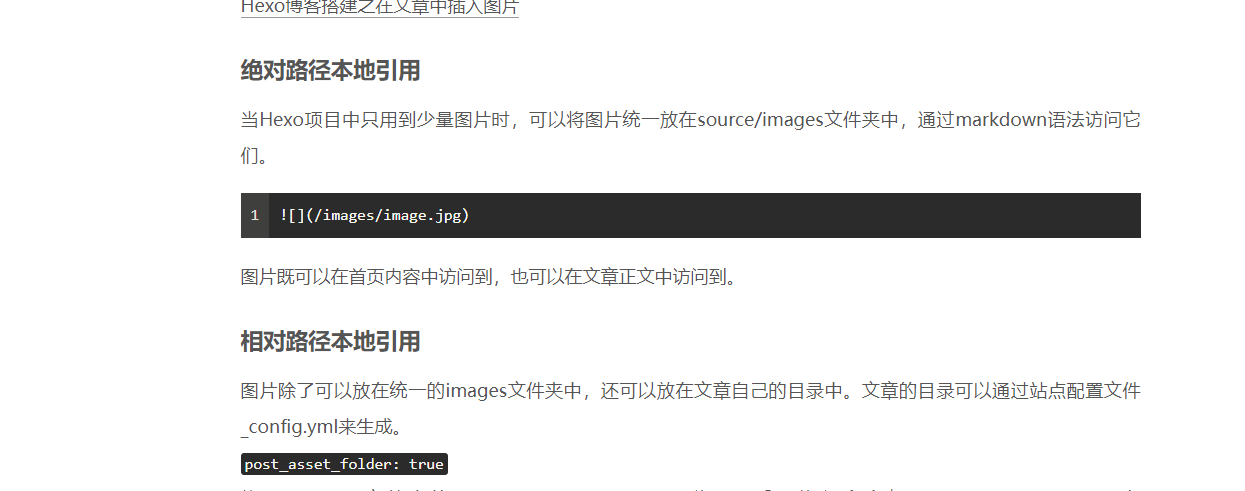 Hexo博客搭建之在文章中插入图片
绝对路径本地引用
当Hexo项目中只用到少量图片时，可以将图片统一放在source/images文件夹中，通过markdown语法访问它
们。
1 ![](/images/image.jpg)
图片既可以在首页内容中访问到，也可以在文章正文中访问到。
相对路径本地引用
图片除了可以放在统一的images文件夹中，还可以放在文章自己的目录中。文章的目录可以通过站点配置文件
_config.yml来生成。
post_asset_folder: true